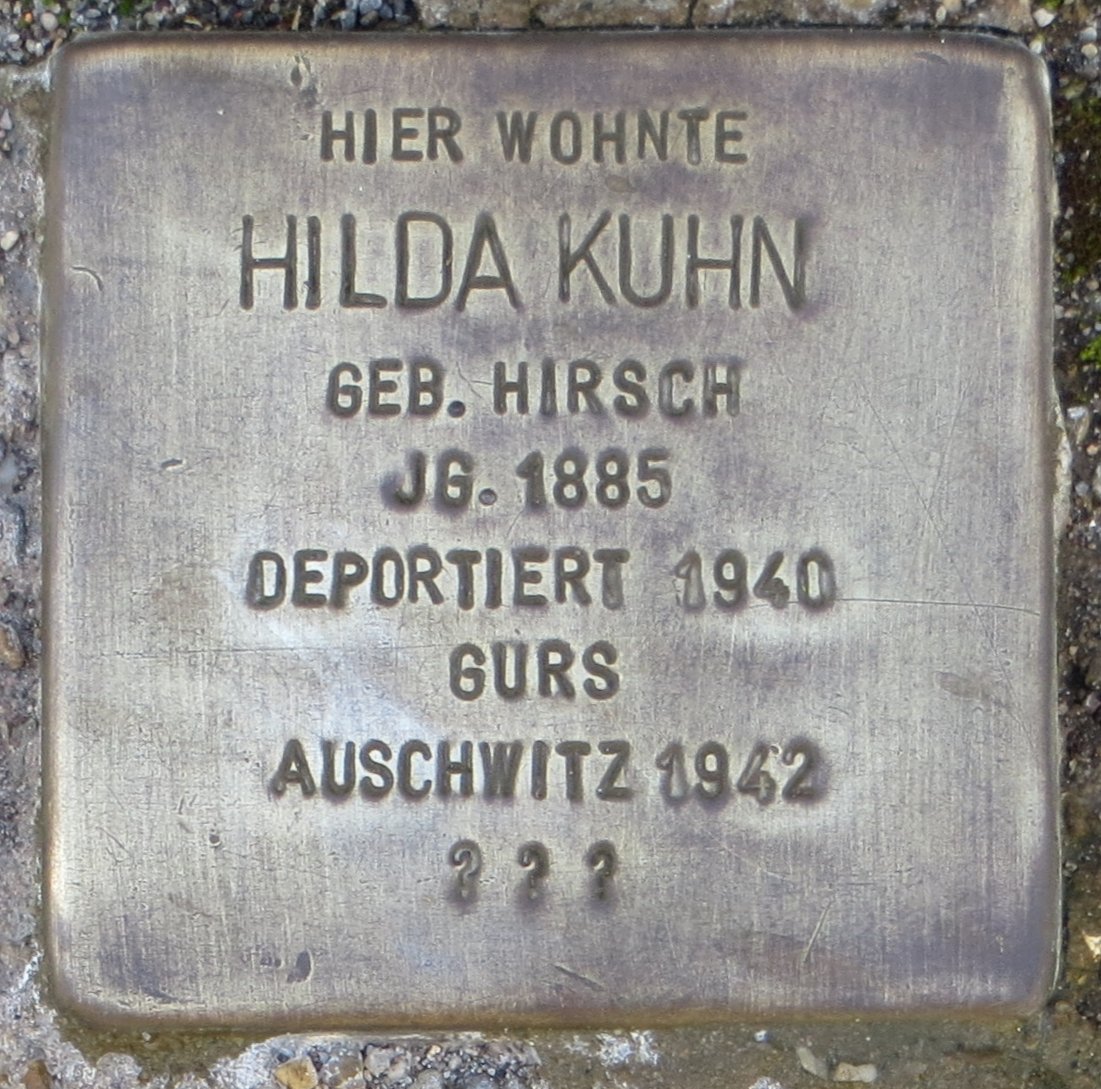 HIER WOHNTE
HILDA KUHN
GEB. HIRSCH
JG. 1885
DEPORTIERT 1940
GURS
AUSCHWITZ 1942
? ? ?